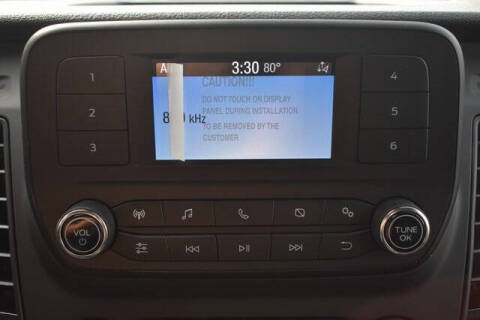 A
3:30 80°
CAUTION!!!
DO NOT TOUCH ON DISPLAY
PANEL DURING INSTALLATION
TO BE REMOVED BY THE
CUSTOMER
kHz
1
2
3
4
5
6
VOL
TUNE
OK